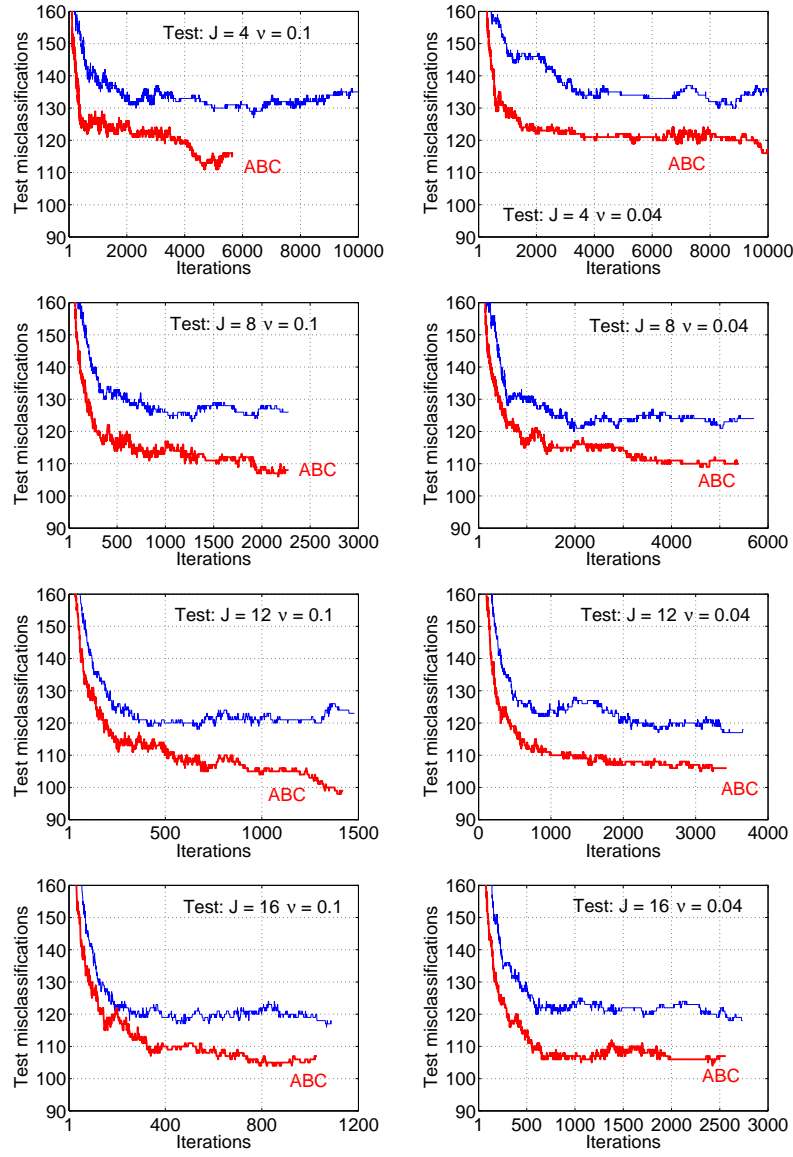 Test: J = 4 ν = 0.1
ABC
Test misclassifications
160
150
140
130
120
110
100
90
1 2000 4000 6000 8000 10000
Iterations
Test: J = 4 ν = 0.04
ABC
Test misclassifications
160
150
140
130
120
110
100
90
1 2000 4000 6000 8000 10000
Iterations
Test: J = 8 ν = 0.1
ABC
Test misclassifications
160
150
140
130
120
110
100
90
1 500 1000 1500 2000 2500 3000
Iterations
Test: J = 8 ν = 0.04
ABC
Test misclassifications
160
150
140
130
120
110
100
90
1 2000 4000 6000
Iterations
Test: J = 12 ν = 0.1
ABC
Test misclassifications
160
150
140
130
120
110
100
90
1 500 1000 1500
Iterations
Test: J = 12 ν = 0.04
ABC
Test misclassifications
160
150
140
130
120
110
100
90
0 1000 2000 3000 4000
Iterations
Test: J = 16 ν = 0.1
ABC
Test misclassifications
160
150
140
130
120
110
100
90
1 400 800 1200
Iterations
Test: J = 16 ν = 0.04
ABC
Test misclassifications
160
150
140
130
120
110
100
90
1 500 1000 1500 2000 2500 3000
Iterations